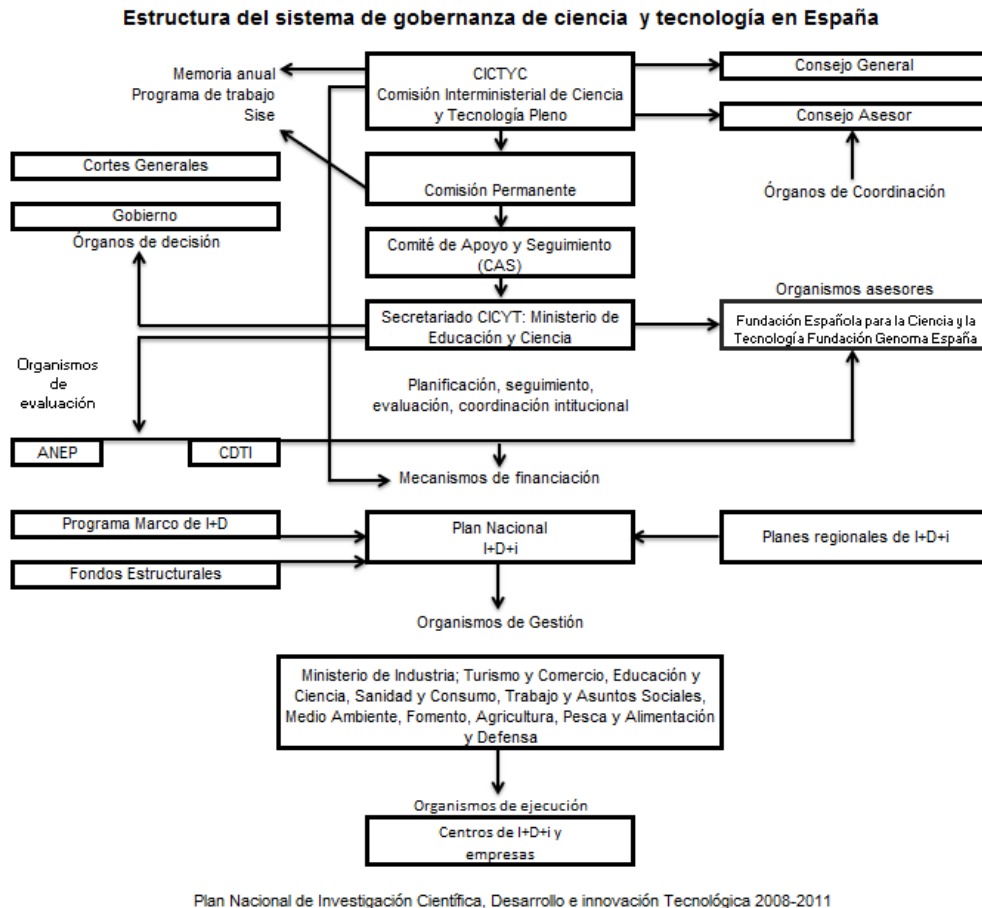 Estructura del sistema de gobernanza de ciencia y tecnología en España
Memoria anual
Programa de trabajo
Sise
CICTYC
Comisión Interministerial de Ciencia
y Tecnología Pleno
Consejo General
Consejo Asesor
Órganos de Coordinación
Cortes Generales
Gobierno
Órganos de decisión
Comisión Permanente
Comité de Apoyo y Seguimiento
(CAS)
Secretariado CICYT: Ministerio de
Educación y Ciencia
Organismos asesores
Fundación Española para la Ciencia y la
Tecnología Fundación Genoma España
Organismos
de
evaluación
Planificación, seguimiento,
evaluación, coordinación intitucional
ANEP
CDTI
Mecanismos de financiación
Programa Marco de I+D
Fondos Estructurales
Plan Nacional
I+D+i
Planes regionales de I+D+i
Organismos de Gestión
Ministerio de Industria; Turismo y Comercio, Educación y
Ciencia, Sanidad y Consumo, Trabajo y Asuntos Sociales,
Medio Ambiente, Fomento, Agricultura, Pesca y Alimentación
y Defensa
Organismos de ejecución
Centros de I+D+i y
empresas
Plan Nacional de Investigación Científica, Desarrollo e innovación Tecnológica 2008-2011